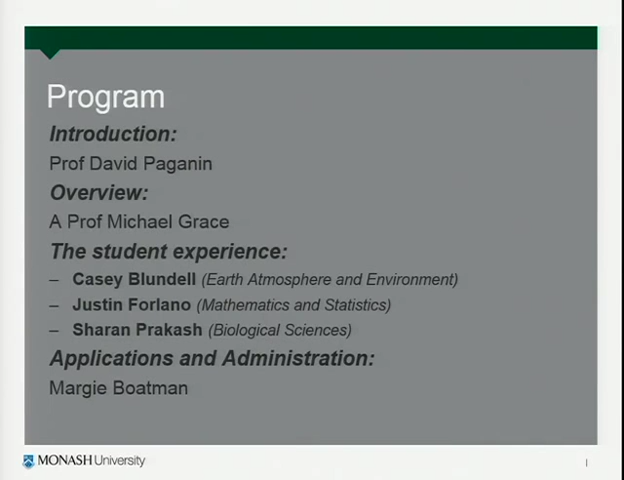 Program
Introduction:
Prof David Paganin
Overview:
A Prof Michael Grace
The student experience:
– Casey Blundell (Earth Atmosphere and Environment)
– Justin Forlano (Mathematics and Statistics)
– Sharan Prakash (Biological Sciences)
Applications and Administration:
Margie Boatman
MONASH University